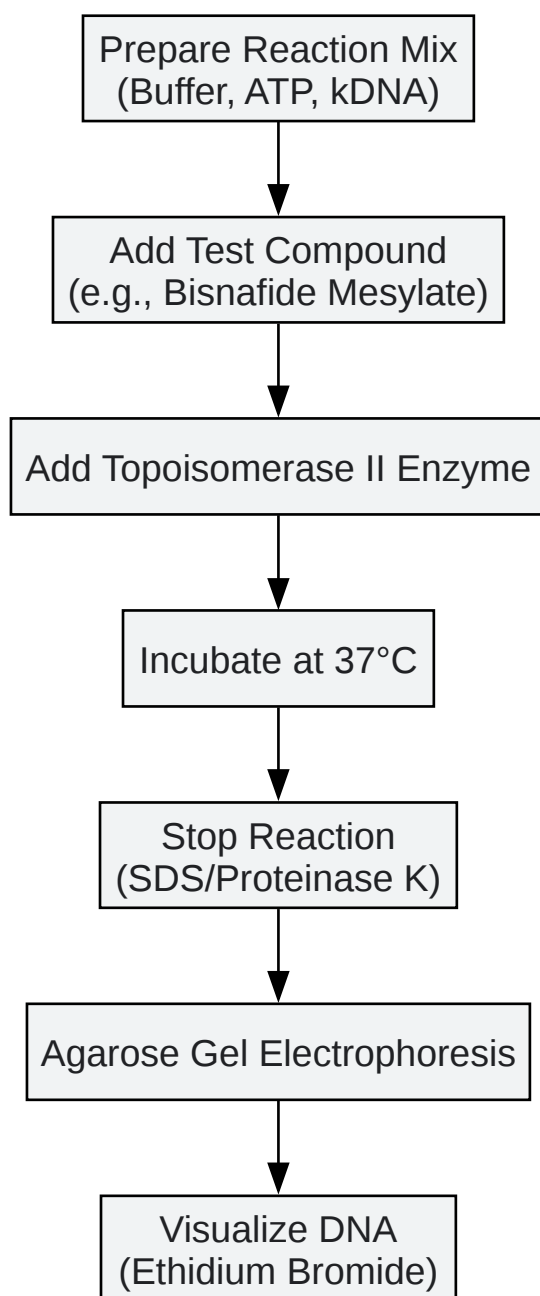 Prepare Reaction Mix
(Buffer, ATP, kDNA)
Add Test Compound
(e.g., Bisnafide Mesylate)
Add Topoisomerase II Enzyme
Incubate at 37°C
Stop Reaction
(SDS/Proteinase K)
Agarose Gel Electrophoresis
Visualize DNA
(Ethidium Bromide)